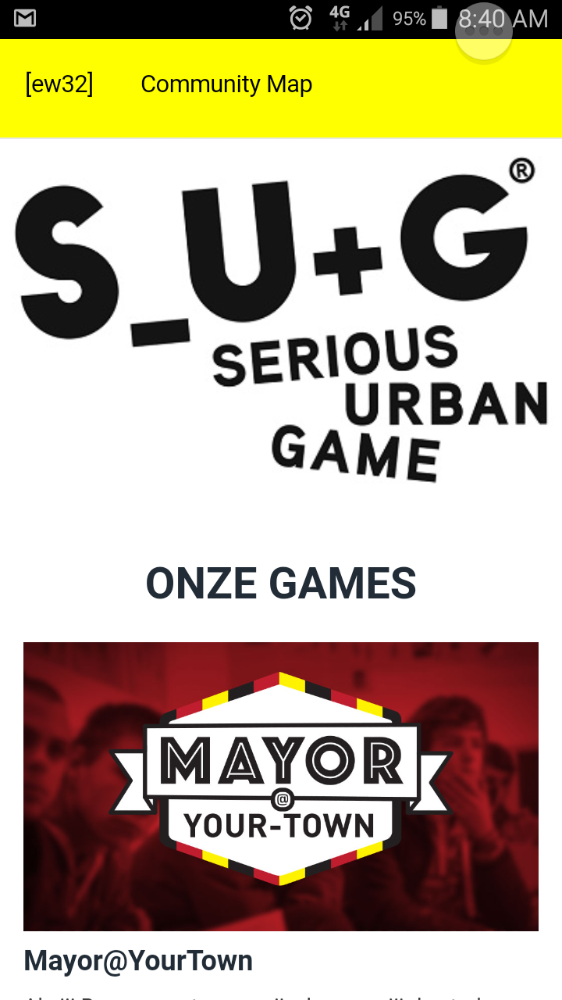 4G 95% 8:40 AM
[ew32] Community Map
S_U+G®
SERIOUS
URBAN
GAME
ONZE GAMES
MAYOR
@
YOUR-TOWN
Mayor@YourTown